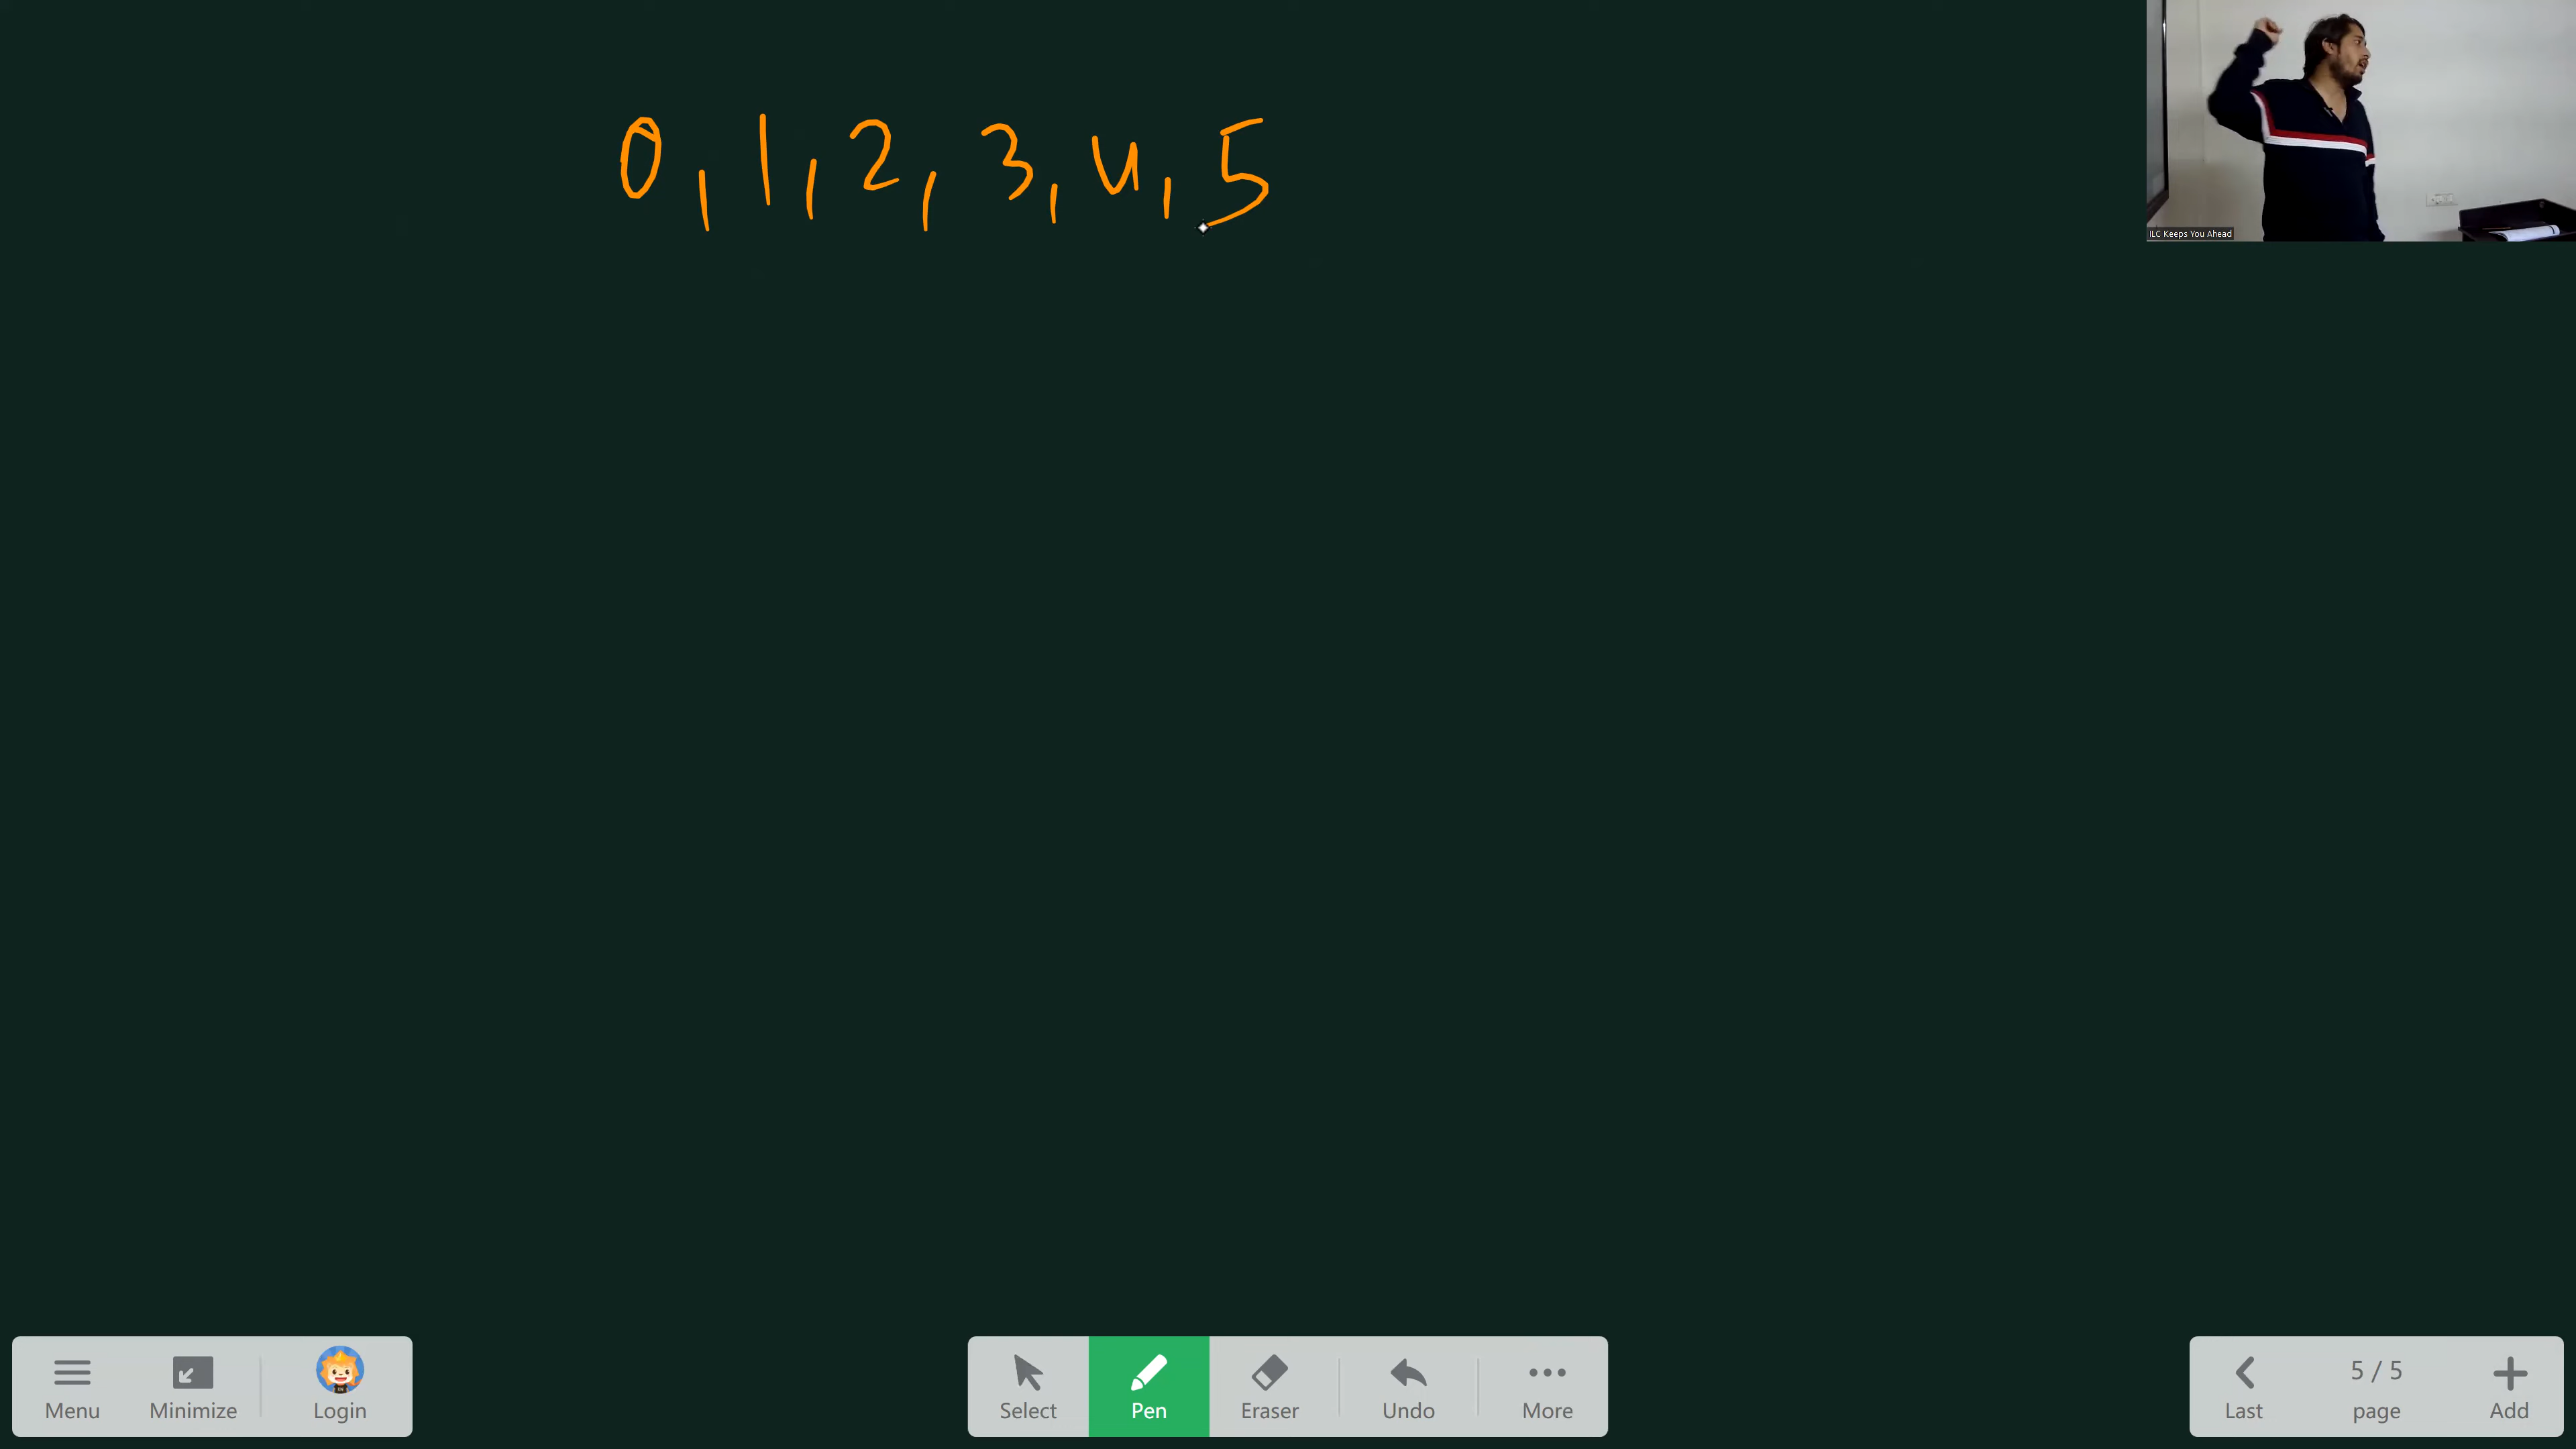 0, 1, 2, 3, 4, 5
ILC Keeps You Ahead
Menu Minimize Login Select Pen Eraser Undo More Last 5 / 5 page Add